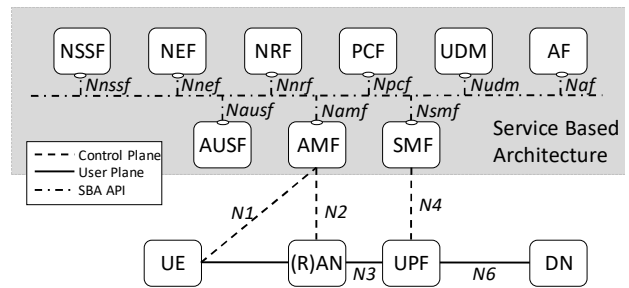 NSSF NEF NRF PCF UDM AF
Nnssf Nnef Nnrf Npcf Nudm Naf
Nausf Namf Nsmf
AUSF AMF SMF
Service Based
Architecture
Control Plane
User Plane
SBA API
N1 N2 N4
UE (R)AN UPF DN
N3 N6